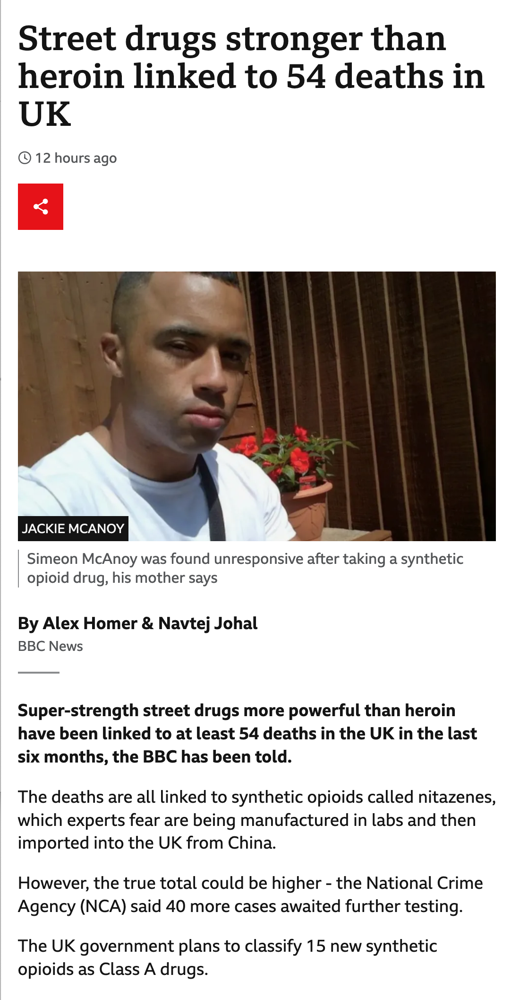 Street drugs stronger than
heroin linked to 54 deaths in
UK
12 hours ago
JACKIE MCANOY
Simeon McAnoy was found unresponsive after taking a synthetic
opioid drug, his mother says
By Alex Homer & Navtej Johal
BBC News
Super-strength street drugs more powerful than heroin
have been linked to at least 54 deaths in the UK in the last
six months, the BBC has been told.
The deaths are all linked to synthetic opioids called nitazenes,
which experts fear are being manufactured in labs and then
imported into the UK from China.
However, the true total could be higher - the National Crime
Agency (NCA) said 40 more cases awaited further testing.
The UK government plans to classify 15 new synthetic
opioids as Class A drugs.